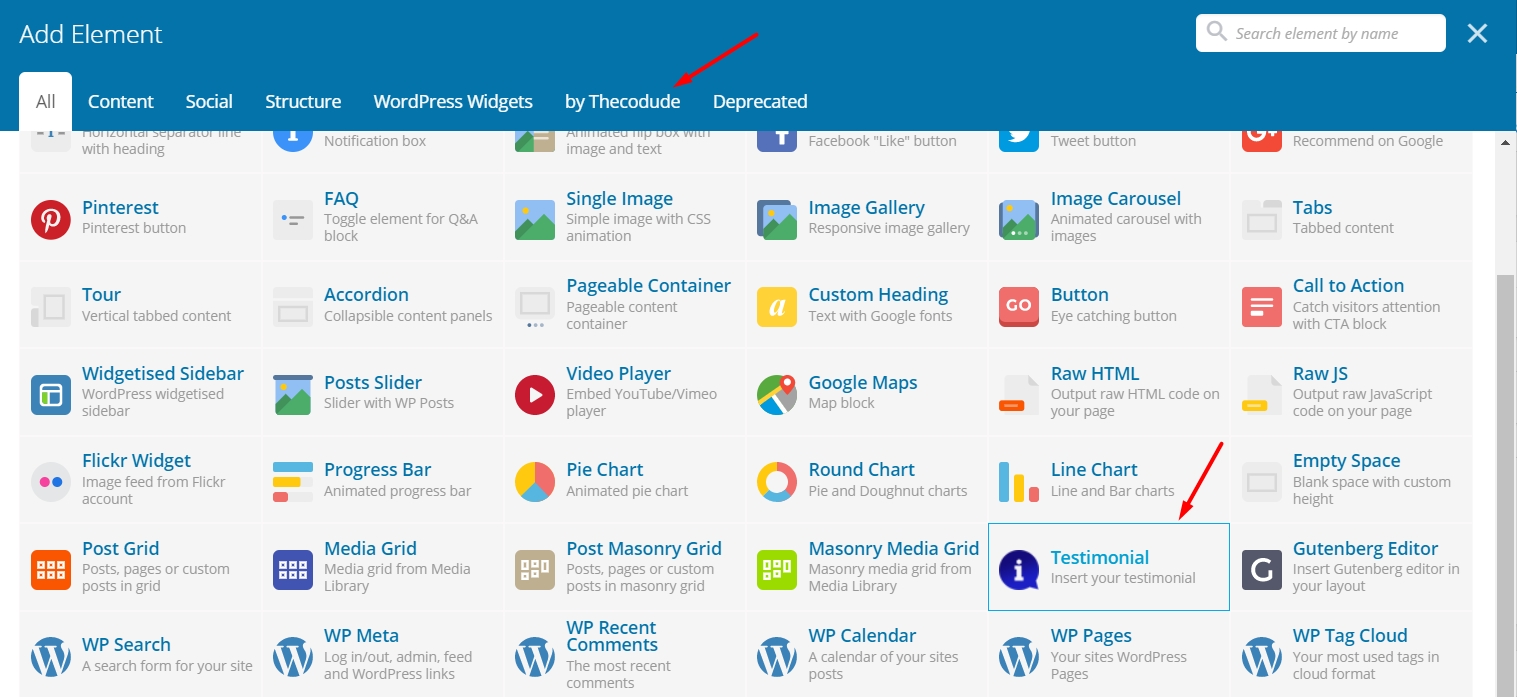 Add Element
Search element by name
All Content Social Structure WordPress Widgets by Thecodude Deprecated
Horizontal separator line
with heading
Notification box
Animated flip box with
image and text
Facebook "Like" button
Tweet button
G+
Recommend on Google
Pinterest
Pinterest button
FAQ
Toggle element for Q&A
block
Single Image
Simple image with CSS
animation
Image Gallery
Responsive image gallery
Image Carousel
Animated carousel with
images
Tabs
Tabbed content
Tour
Vertical tabbed content
Accordion
Collapsible content panels
Pageable Container
Pageable content
container
a
Custom Heading
Text with Google fonts
GO
Button
Eye catching button
Call to Action
Catch visitors attention
with CTA block
Widgetised Sidebar
WordPress widgetised
sidebar
Posts Slider
Slider with WP Posts
Video Player
Embed YouTube/Vimeo
player
Google Maps
Map block
Raw HTML
Output raw HTML code on
your page
Raw JS
Output raw JavaScript
code on your page
Flickr Widget
Image feed from Flickr
account
Progress Bar
Animated progress bar
Pie Chart
Animated pie chart
Round Chart
Pie and Doughnut charts
Line Chart
Line and Bar charts
Empty Space
Blank space with custom
height
Post Grid
Posts, pages or custom
posts in grid
Media Grid
Media grid from Media
Library
Post Masonry Grid
Posts, pages or custom
posts in masonry grid
Masonry Media Grid
Masonry media grid from
Media Library
i
Testimonial
Insert your testimonial
G
Gutenberg Editor
Insert Gutenberg editor in
your layout
WP Search
A search form for your site
WP Meta
Log in/out, admin, feed
and WordPress links
WP Recent
Comments
The most recent
comments
WP Calendar
A calendar of your sites
posts
WP Pages
Your sites WordPress
Pages
WP Tag Cloud
Your most used tags in
cloud format